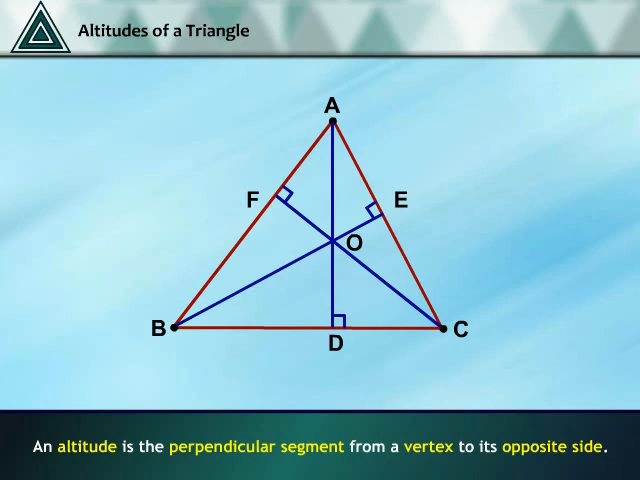 Altitudes of a Triangle
A
F
E
O
B
C
D
An altitude is the perpendicular segment from a vertex to its opposite side.